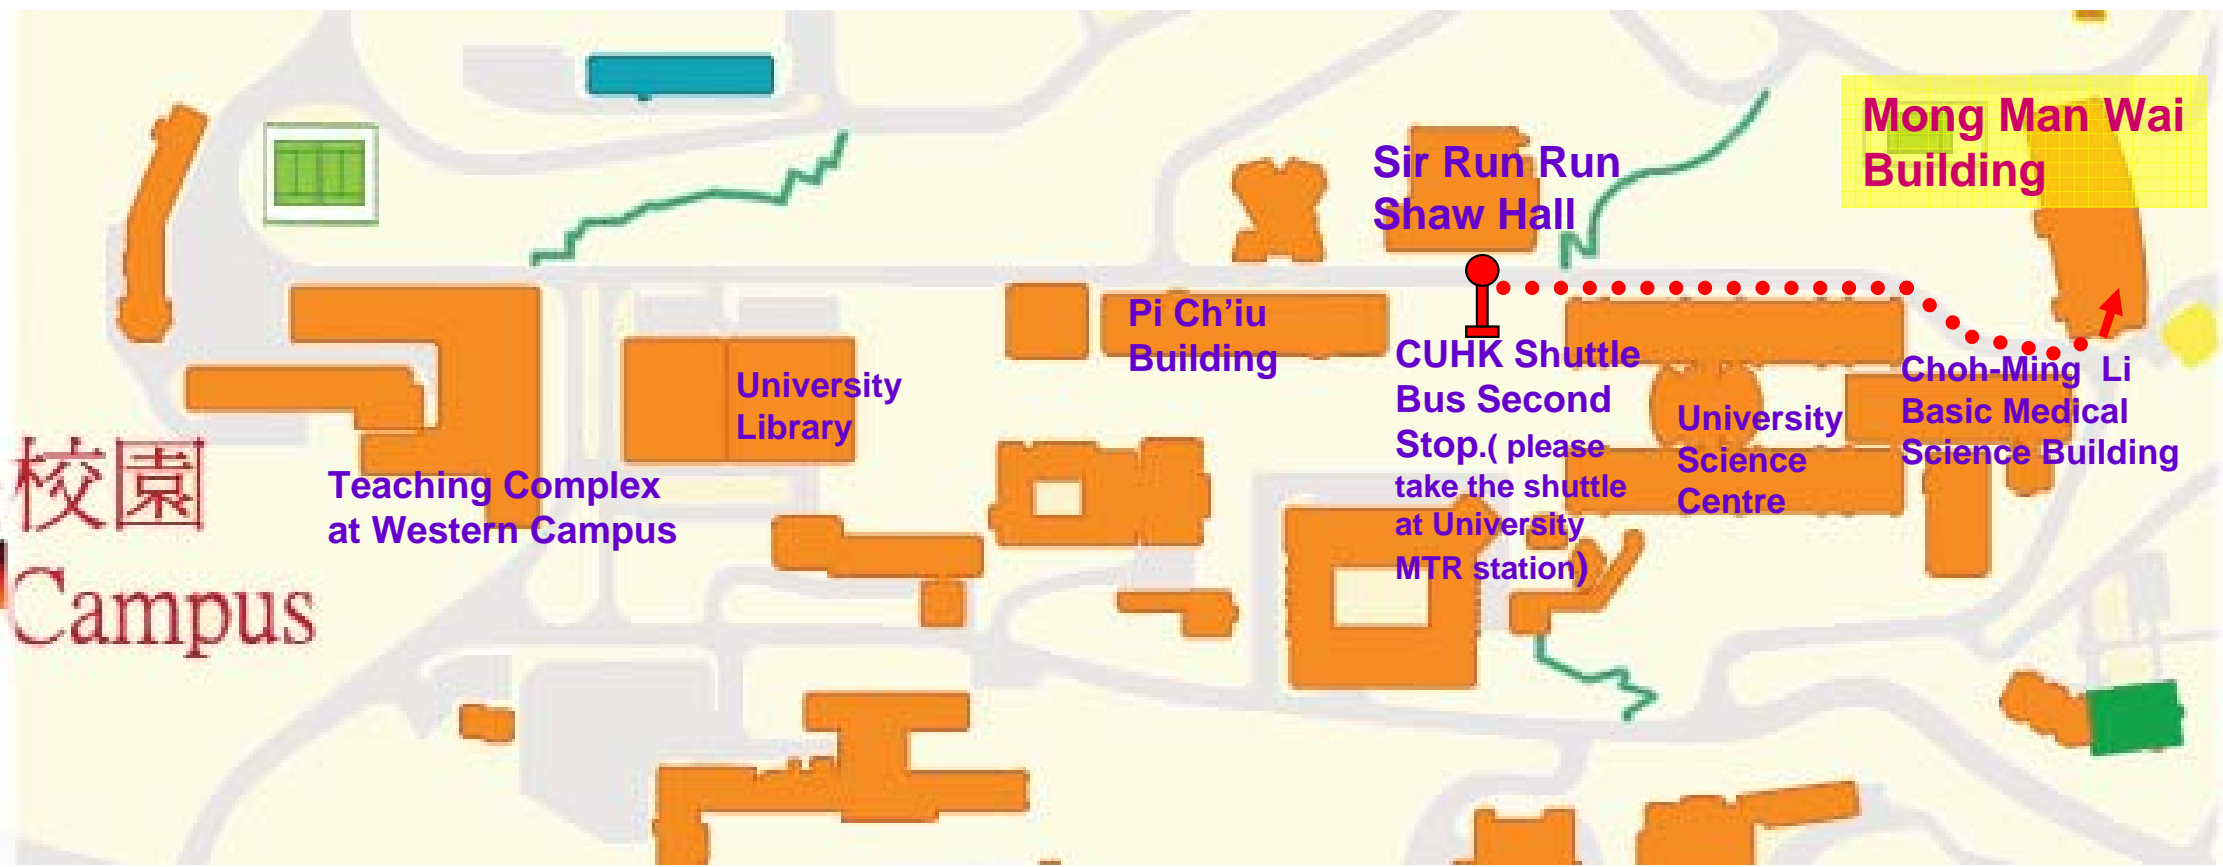 Mong Man Wai
Building
Sir Run Run
Shaw Hall
Pi Ch’iu
Building
CUHK Shuttle
Bus Second
Stop.( please
take the shuttle
at University
MTR station)
University
Library
University
Science
Centre
Choh-Ming Li
Basic Medical
Science Building
Teaching Complex
at Western Campus
校園
Campus